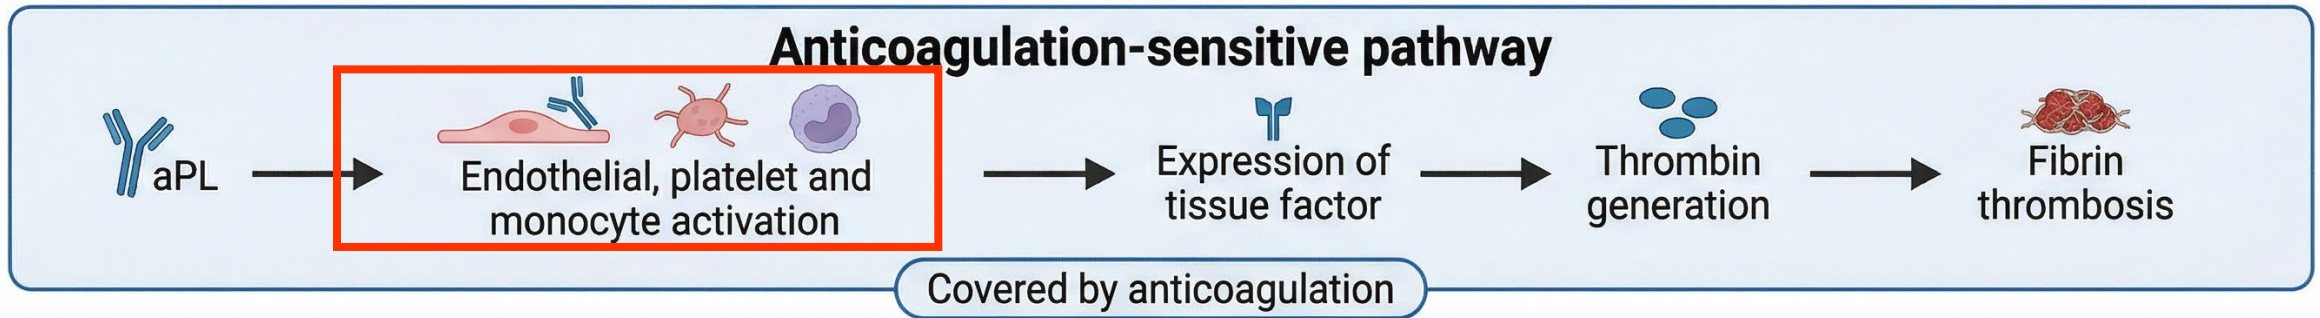 Anticoagulation-sensitive pathway
aPL
Endothelial, platelet and
monocyte activation
Expression of
tissue factor
Thrombin
generation
Fibrin
thrombosis
Covered by anticoagulation